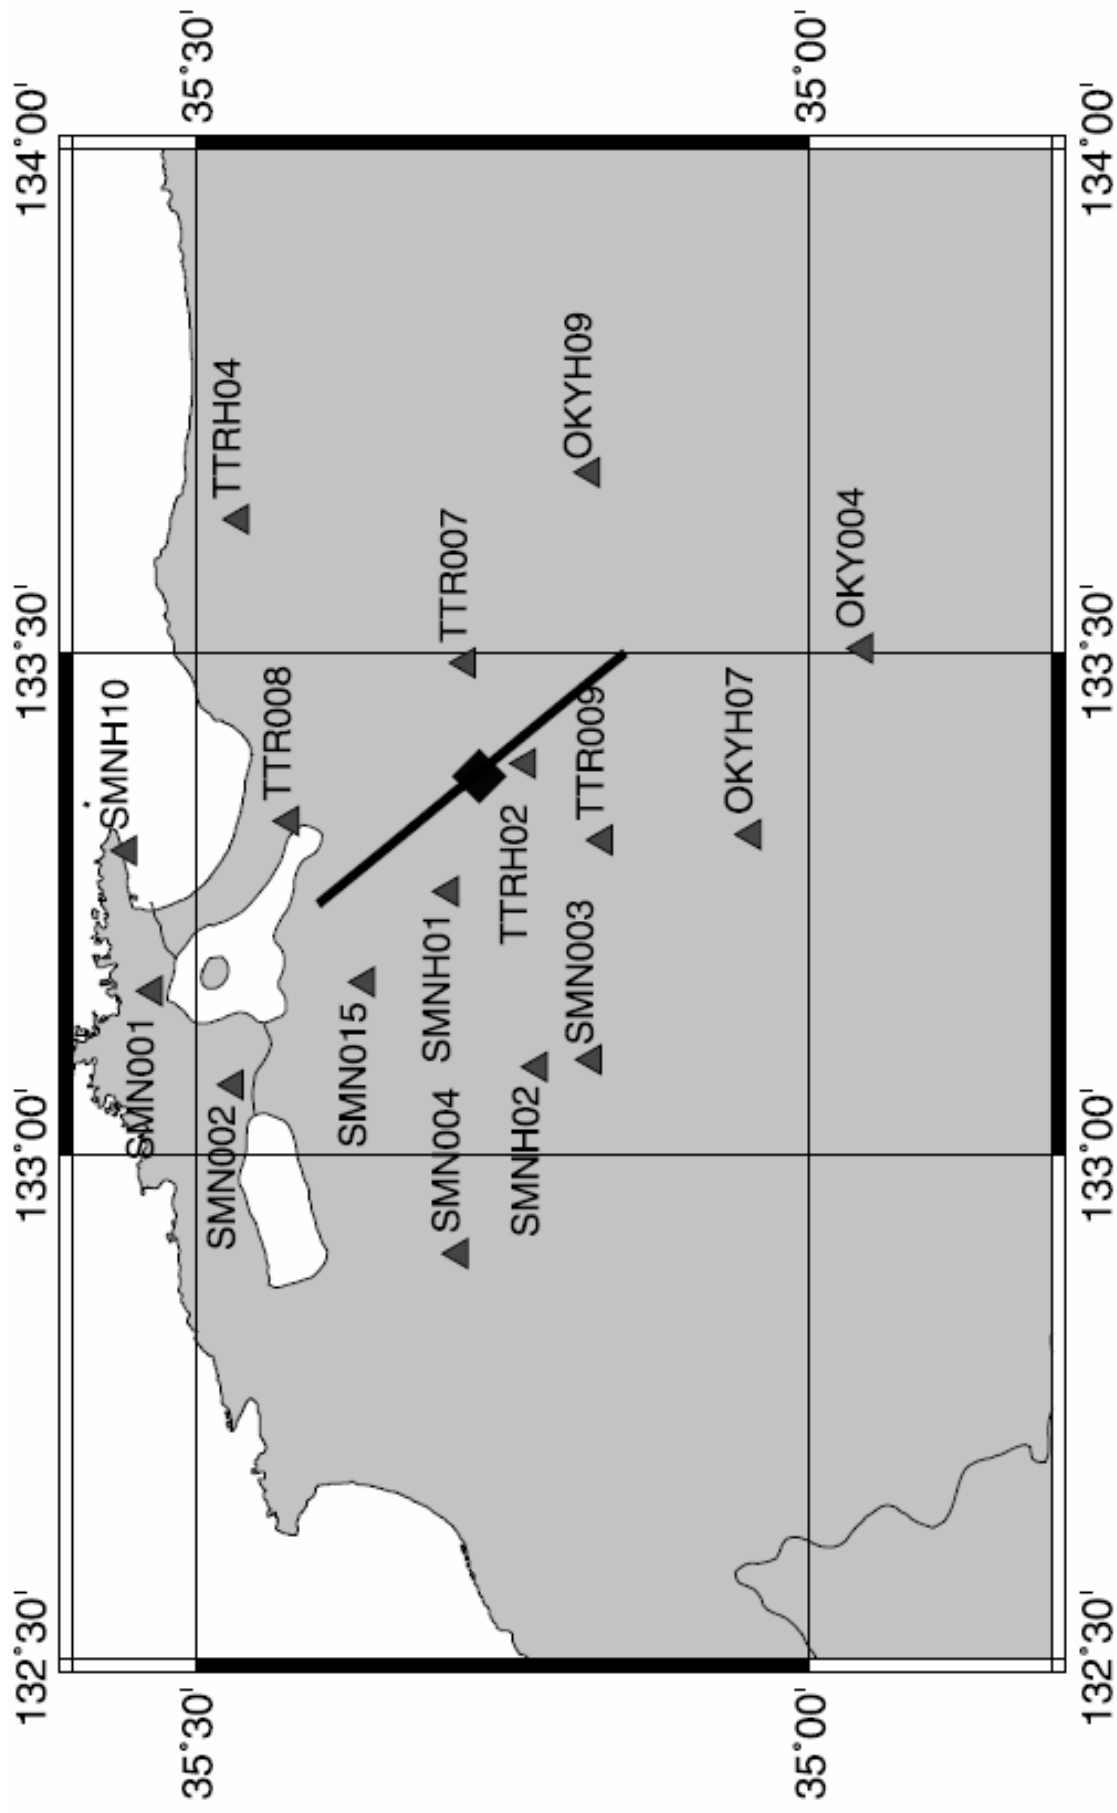 132˚30'
133˚00'
133˚30'
134˚00'
35˚30'
35˚30'
SMNH10
SMN001
TTRH04
SMN002
TTR008
SMN015
SMNH01
TTR007
SMN004
TTRH02
SMNH02
SMN003
TTR009
OKYH09
OKYH07
35˚00'
35˚00'
OKY004
132˚30'
133˚00'
133˚30'
134˚00'